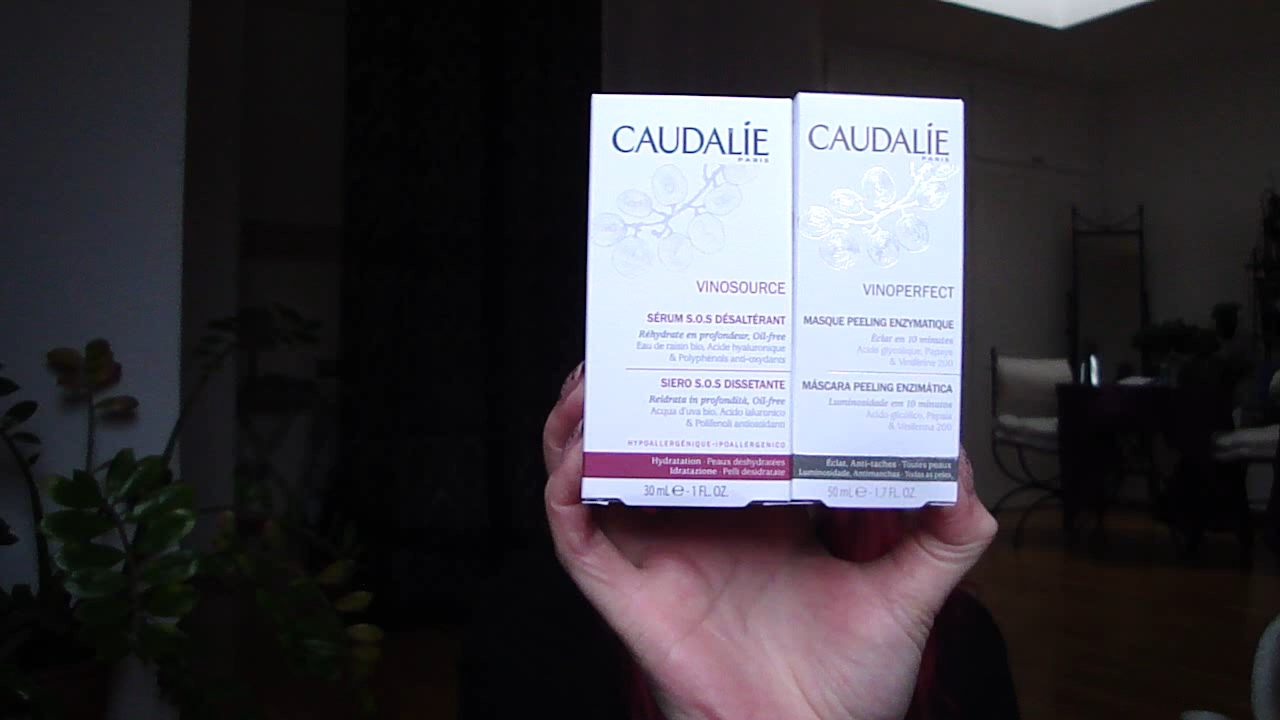 CAUDALÍE
PARIS
VINOSOURCE
SÉRUM S.O.S DÉSALTÉRANT
Réhydrate en profondeur, Oil-free
Eau de raisin bio, Acide hyaluronique
& Polyphénols anti-oxydants
SIERO S.O.S DISSETANTE
Reidrata in profondità, Oil-free
Acqua d'uva bio, Acido ialuronico
& Polifenoli antiossidanti
HYPOALLERGÉNIQUE-IPOALLERGENICO
Hydratation · Peaux déshydratées
Idratazione · Pelli disidratate
30 mL e - 1 FL. OZ.
CAUDALÍE
PARIS
VINOPERFECT
MASQUE PEELING ENZYMATIQUE
Éclat en 10 minutes
Acide glycolique, Papaye
& Viniférine 200
MÁSCARA PEELING ENZIMÁTICA
Luminosidade em 10 minutos
Ácido glicólico, Papaia
& Viniferina 200
Éclat, Anti-taches · Toutes peaux
Luminosidade, Antimanchas · Todas as peles
50 mL e - 1.7 FL. OZ.